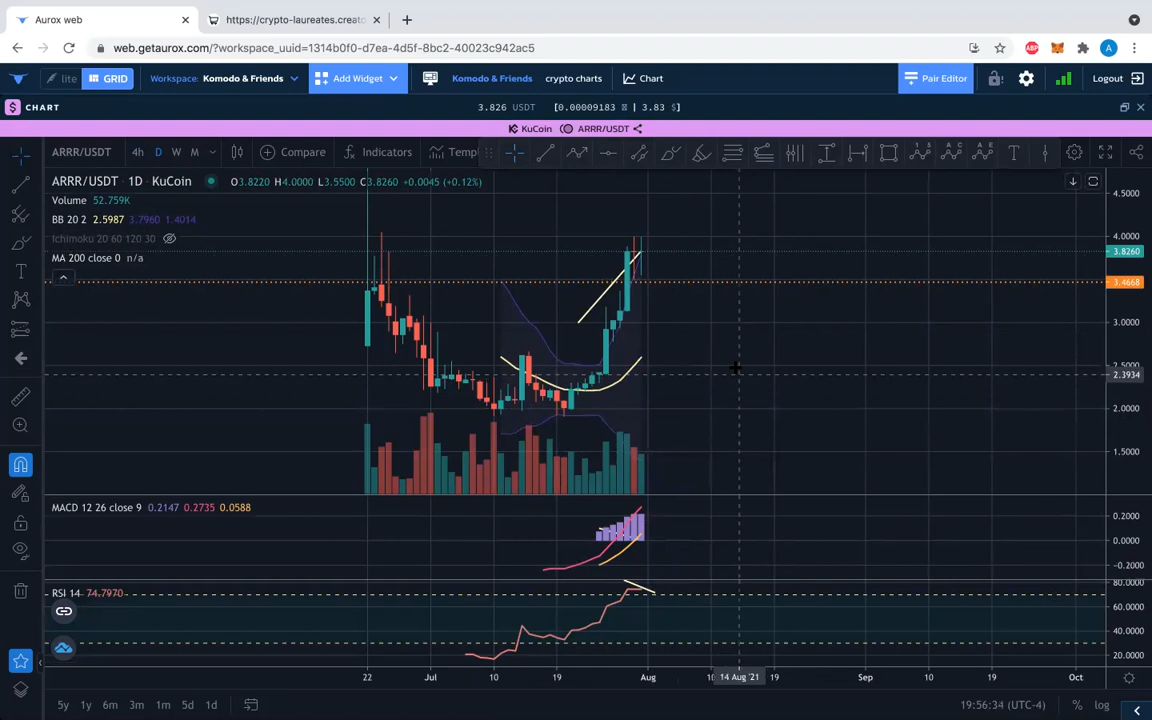 Aurox web
https://crypto-laureates.creato
web.getaurox.com/?workspace_uuid=1314b0f0-d7ea-4d5f-8bc2-40023c942ac5
ABP
A
lite
GRID
Workspace: Komodo & Friends
Add Widget
Komodo & Friends
crypto charts
Chart
Pair Editor
Logout
$ CHART
3.826 USDT [0.00009183 | 3.83 $]
KuCoin ARRR/USDT
ARRR/USDT 4h D W M Compare Indicators Temp
ARRR/USDT · 1D · KuCoin O3.8220 H4.0000 L3.5500 C3.8260 +0.0045 (+0.12%)
Volume 52.759K
BB 20 2 2.5987 3.7960 1.4014
Ichimoku 20 60 120 30
MA 200 close 0 n/a
4.5000
4.0000
3.8260
3.4668
3.0000
2.5000
2.3934
2.0000
1.5000
MACD 12 26 close 9 0.2147 0.2735 0.0588
0.2000
0.0000
-0.2000
RSI 14 74.7970
80.0000
60.0000
40.0000
20.0000
22 Jul 10 19 Aug 10 14 Aug '21 19 Sep 10 19 Oct
5y 1y 6m 3m 1m 5d 1d
19:56:34 (UTC-4) % log